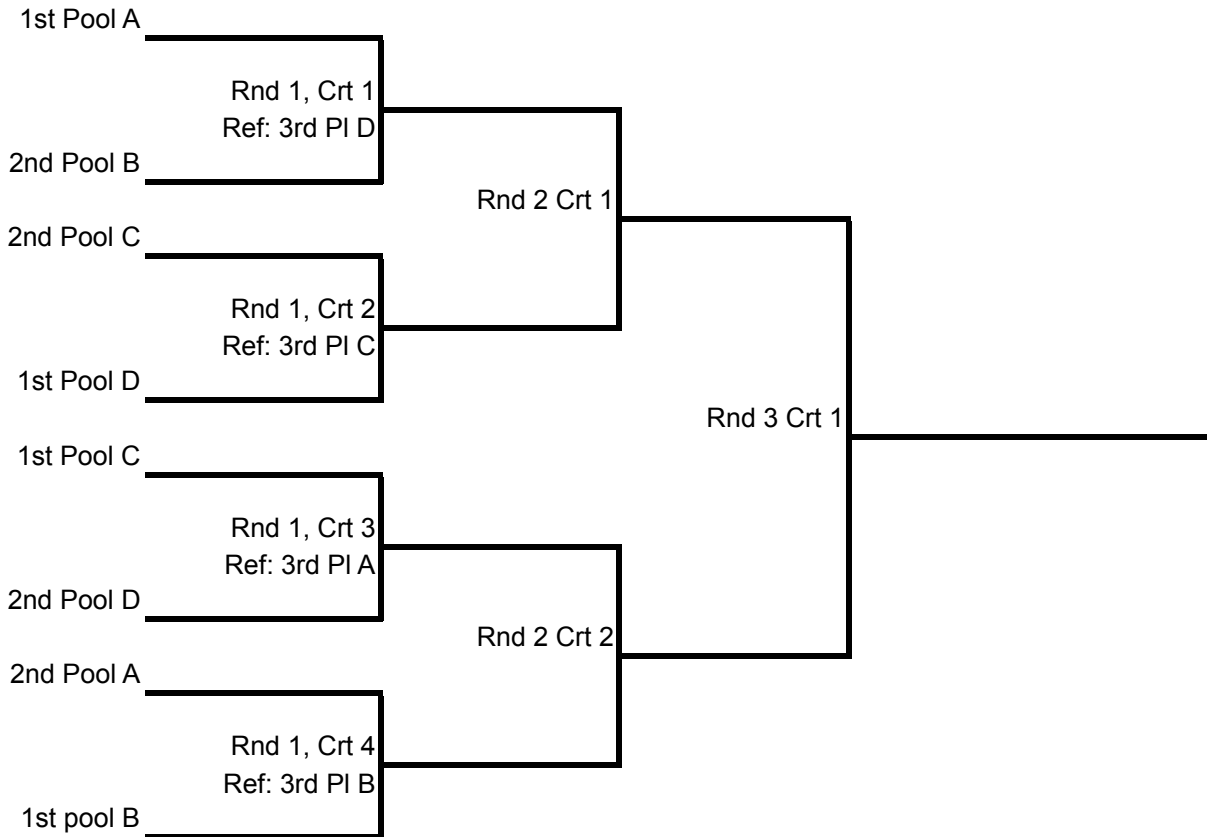 1st Pool A
Rnd 1, Crt 1
Ref: 3rd Pl D
2nd Pool B
Rnd 2 Crt 1
2nd Pool C
Rnd 1, Crt 2
Ref: 3rd Pl C
1st Pool D
Rnd 3 Crt 1
1st Pool C
Rnd 1, Crt 3
Ref: 3rd Pl A
2nd Pool D
Rnd 2 Crt 2
2nd Pool A
Rnd 1, Crt 4
Ref: 3rd Pl B
1st pool B